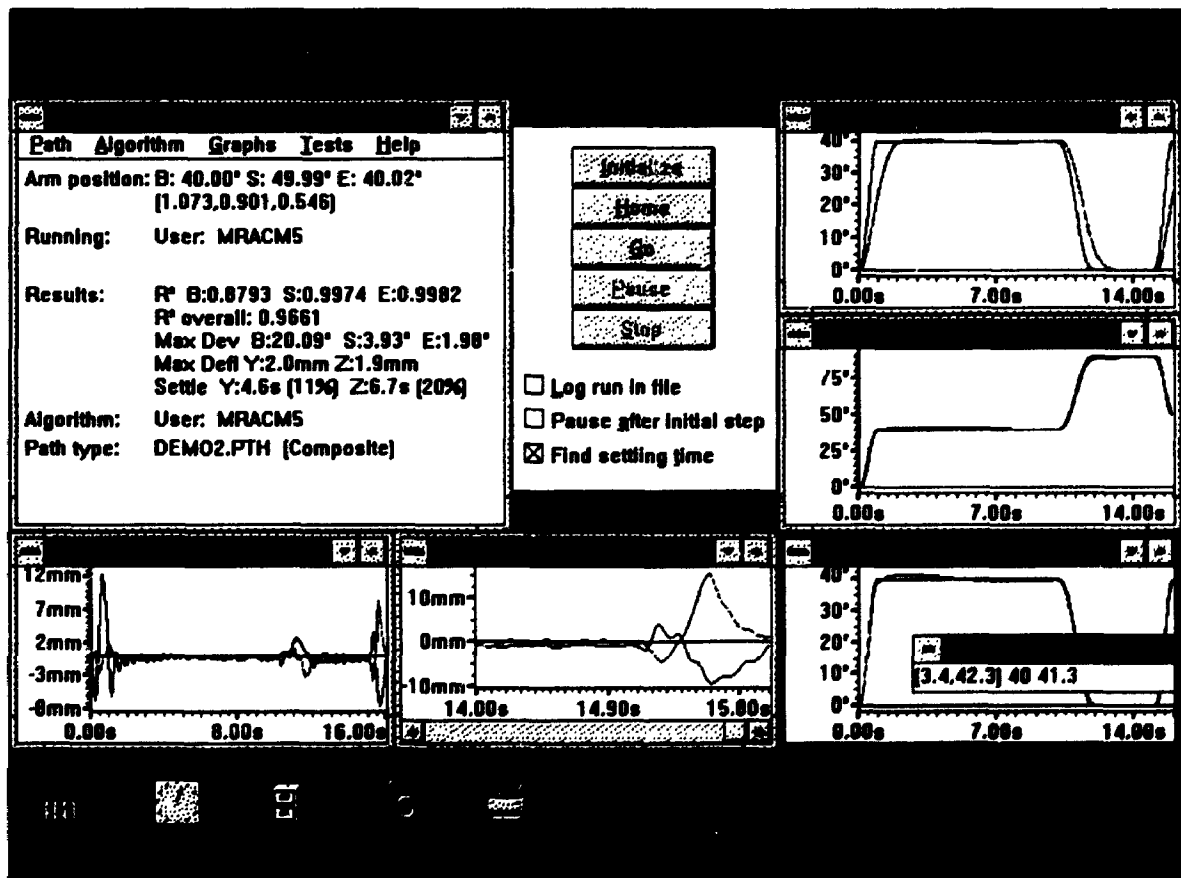 Path Algorithm Graphs Tests Help
Arm position: B: 40.00° S: 49.99° E: 40.02°
(1.073,0.901,0.546)
Running: User: MRACM5
Results: R² B:0.8793 S:0.9974 E:0.9982
R² overall: 0.9661
Max Dev B:20.09° S:3.93° E:1.90°
Max Defl Y:2.0mm Z:1.9mm
Settle Y:4.6s (11%) Z:6.7s (20%)
Algorithm: User: MRACM5
Path type: DEMO2.PTH (Composite)
Initialize
Home
Go
Pause
Stop
Log run in file
Pause after initial step
Find settling time
40°
30°
20°
10°
0°
0.00s 7.00s 14.00s
75°
50°
25°
0°
0.00s 7.00s 14.00s
12mm
7mm
2mm
-3mm
-8mm
0.00s 8.00s 16.00s
10mm
0mm
-10mm
14.00s 14.90s 15.80s
40°
30°
20°
10°
0°
[3.4,42.3] 40 41.3
0.00s 7.00s 14.00s